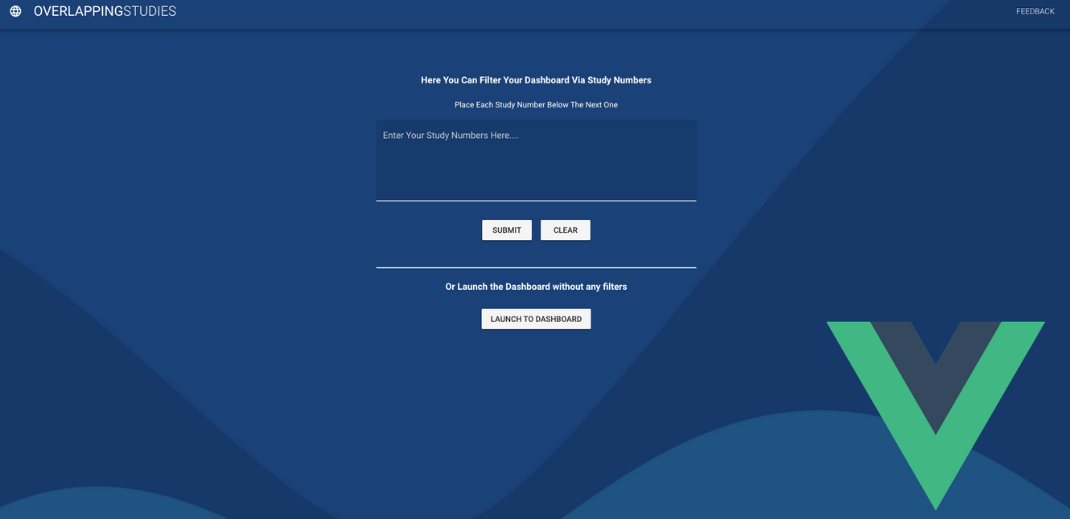 OVERLAPPINGSTUDIES
FEEDBACK
Here You Can Filter Your Dashboard Via Study Numbers
Place Each Study Number Below The Next One
Enter Your Study Numbers Here....
SUBMIT
CLEAR
Or Launch the Dashboard without any filters
LAUNCH TO DASHBOARD